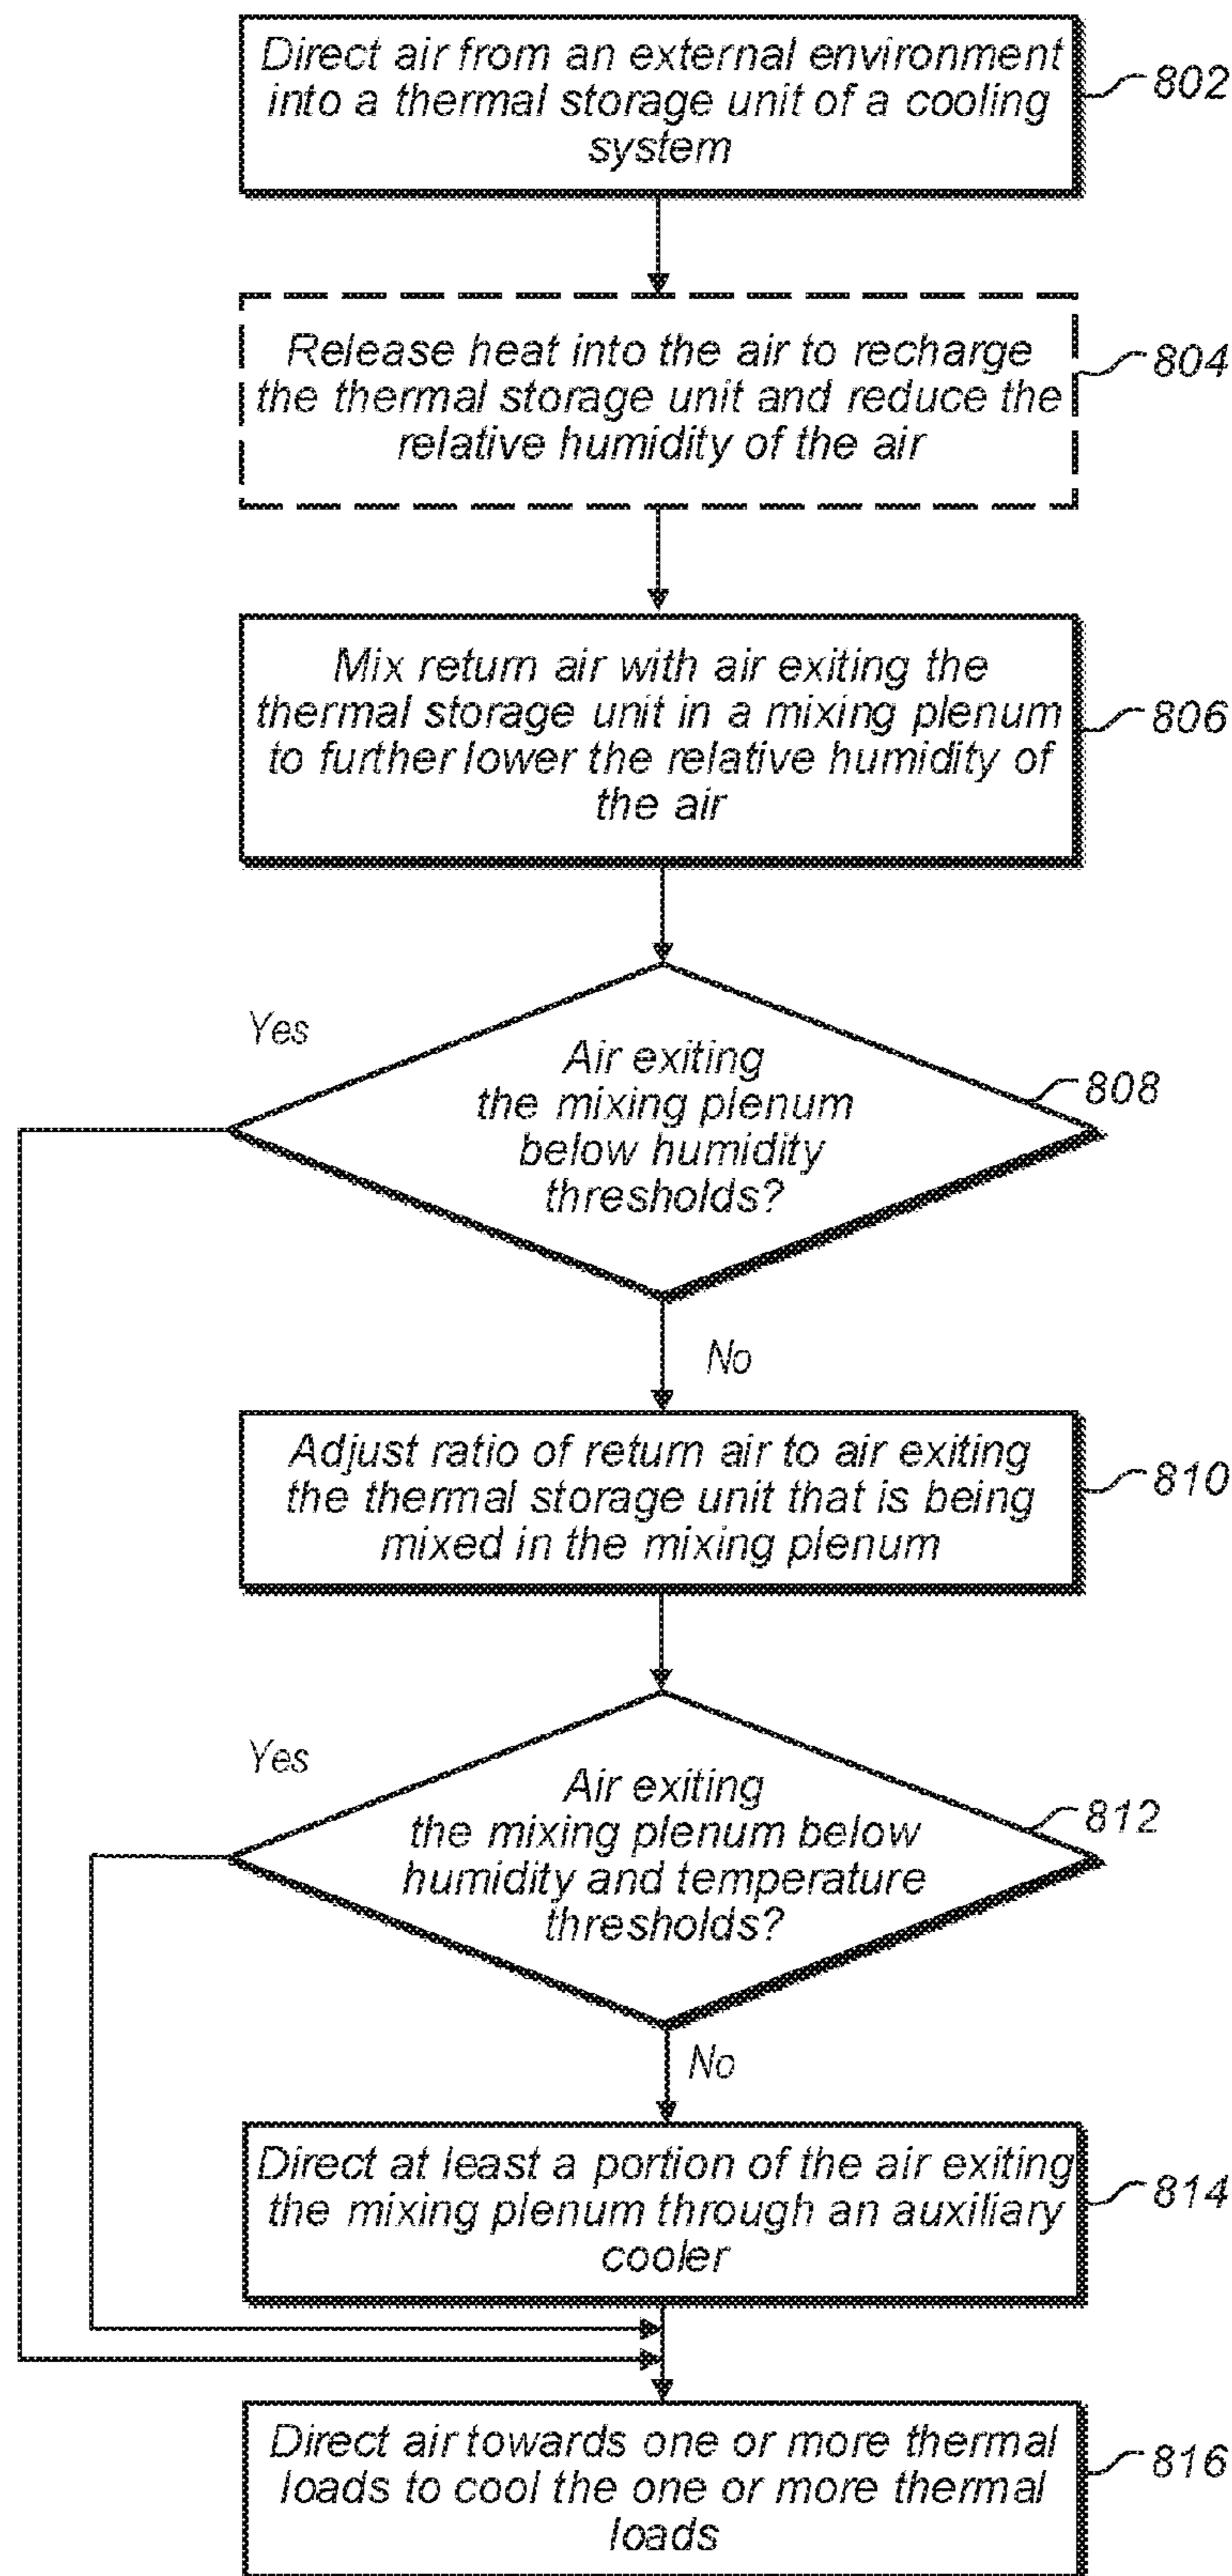 Direct air from an external environment
into a thermal storage unit of a cooling
system
802
Release heat into the air to recharge
the thermal storage unit and reduce the
relative humidity of the air
804
Mix return air with air exiting the
thermal storage unit in a mixing plenum
to further lower the relative humidity of
the air
806
Yes
Air exiting
the mixing plenum
below humidity
thresholds?
808
No
Adjust ratio of return air to air exiting
the thermal storage unit that is being
mixed in the mixing plenum
810
Yes
Air exiting
the mixing plenum below
humidity and temperature
thresholds?
812
No
Direct at least a portion of the air exiting
the mixing plenum through an auxiliary
cooler
814
Direct air towards one or more thermal
loads to cool the one or more thermal
loads
816